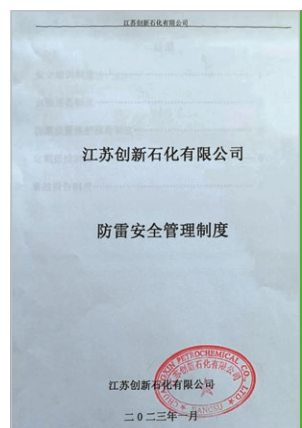 江苏创新石化有限公司
江苏创新石化有限公司
防雷安全管理制度
江苏创新石化有限公司
二〇二三年一月